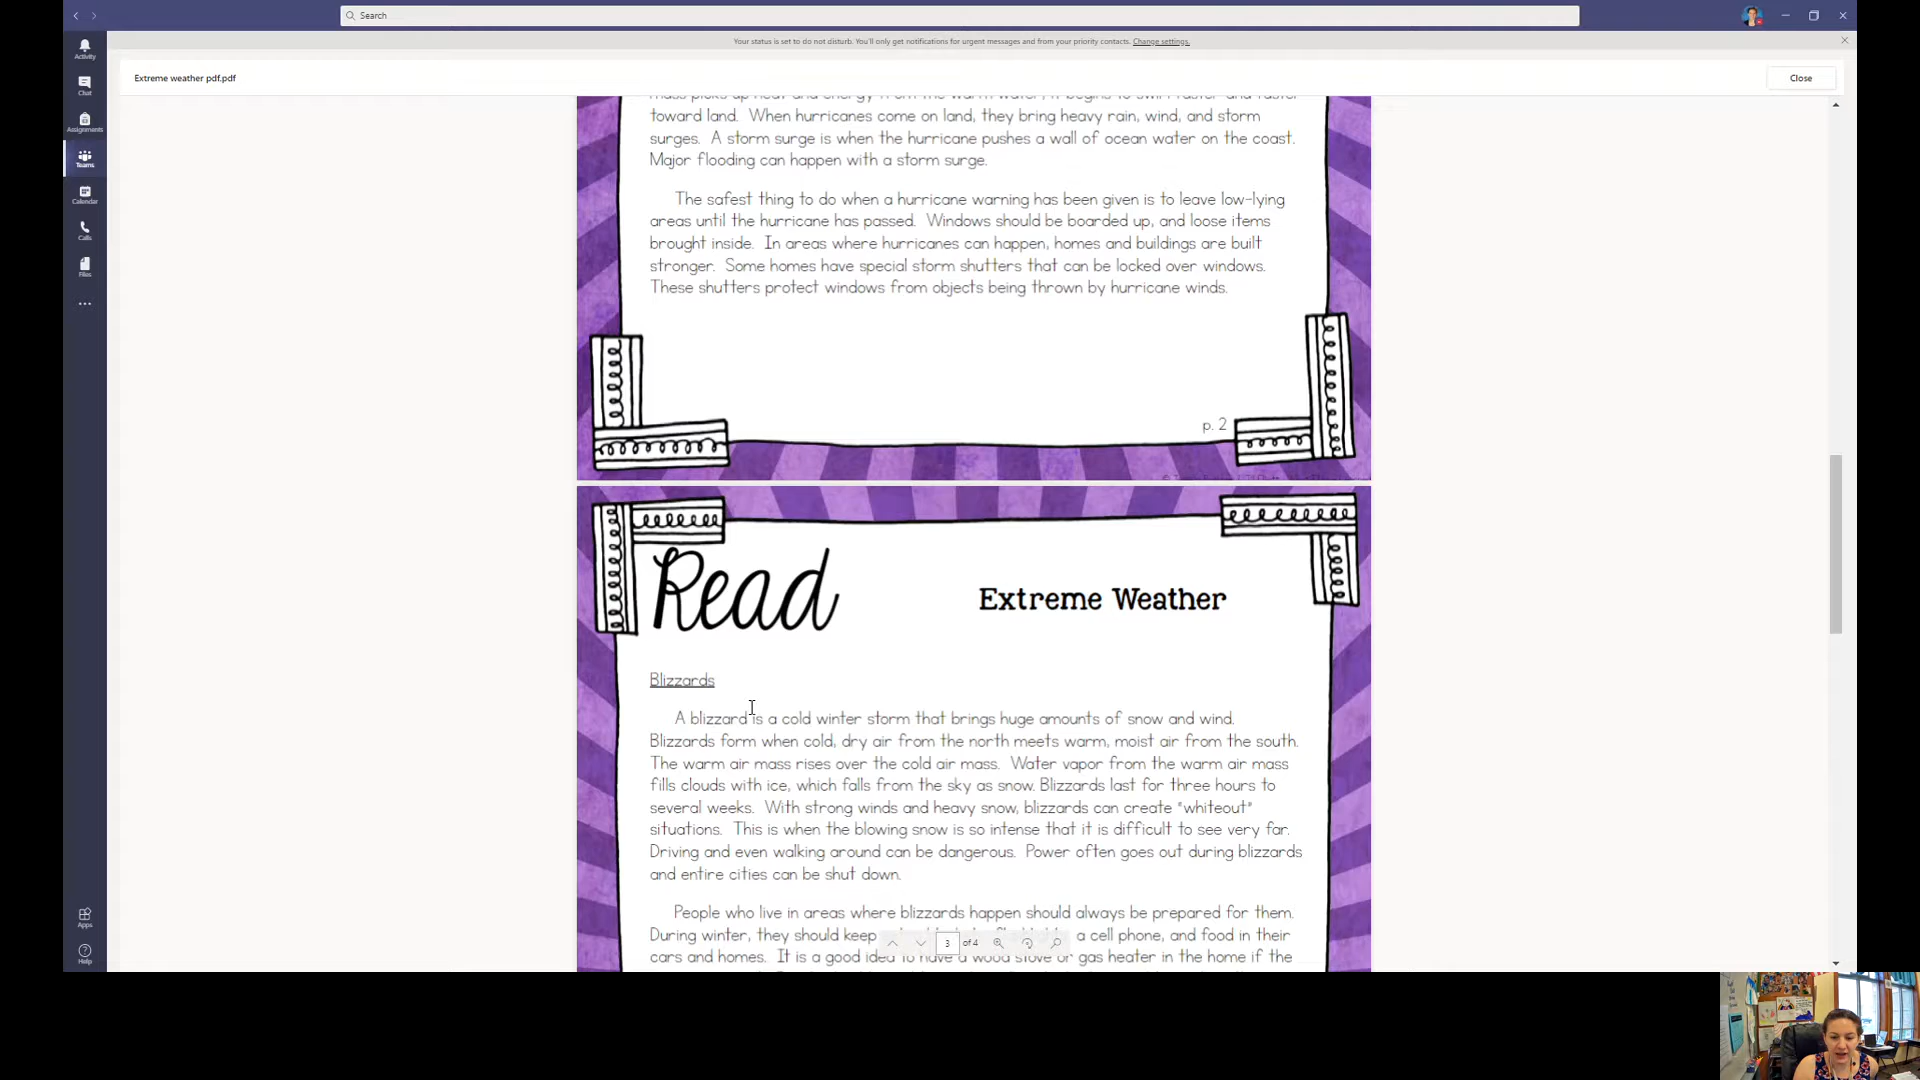 Search
Your status is set to do not disturb. You'll only get notifications for urgent messages and from your priority contacts. Change settings.
Activity
Chat
Assignments
Teams
Calendar
Calls
Files
Apps
Help
Extreme weather pdf.pdf
Close
toward land. When hurricanes come on land, they bring heavy rain, wind, and storm
surges. A storm surge is when the hurricane pushes a wall of ocean water on the coast.
Major flooding can happen with a storm surge.
The safest thing to do when a hurricane warning has been given is to leave low-lying
areas until the hurricane has passed. Windows should be boarded up, and loose items
brought inside. In areas where hurricanes can happen, homes and buildings are built
stronger. Some homes have special storm shutters that can be locked over windows.
These shutters protect windows from objects being thrown by hurricane winds.
p. 2
Read
Extreme Weather
Blizzards
A blizzard is a cold winter storm that brings huge amounts of snow and wind.
Blizzards form when cold, dry air from the north meets warm, moist air from the south.
The warm air mass rises over the cold air mass. Water vapor from the warm air mass
fills clouds with ice, which falls from the sky as snow. Blizzards last for three hours to
several weeks. With strong winds and heavy snow, blizzards can create "whiteout"
situations. This is when the blowing snow is so intense that it is difficult to see very far.
Driving and even walking around can be dangerous. Power often goes out during blizzards
and entire cities can be shut down.
People who live in areas where blizzards happen should always be prepared for them.
During winter, they should keep a cell phone, and food in their
cars and homes. It is a good idea to have a wood stove or gas heater in the home if the
3 of 4